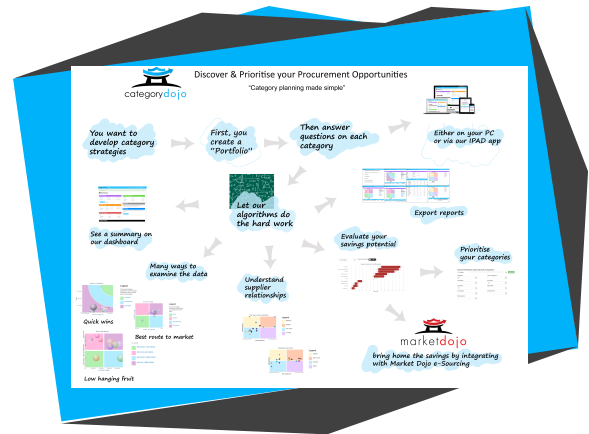 Discover & Prioritise your Procurement Opportunities
"Category planning made simple"
categorydojo
You want to
develop category
strategies
First, you
create a
"Portfolio"
Then answer
questions on each
category
Either on your PC
or via our IPAD app
Let our
algorithms do
the hard work
Export reports
See a summary on
our dashboard
Many ways to
examine the data
Understand
supplier
relationships
Evaluate your
savings potential
Prioritise
your categories
Quick wins
Best route to market
Low hanging fruit
marketdojo
bring home the savings by integrating
with Market Dojo e-Sourcing